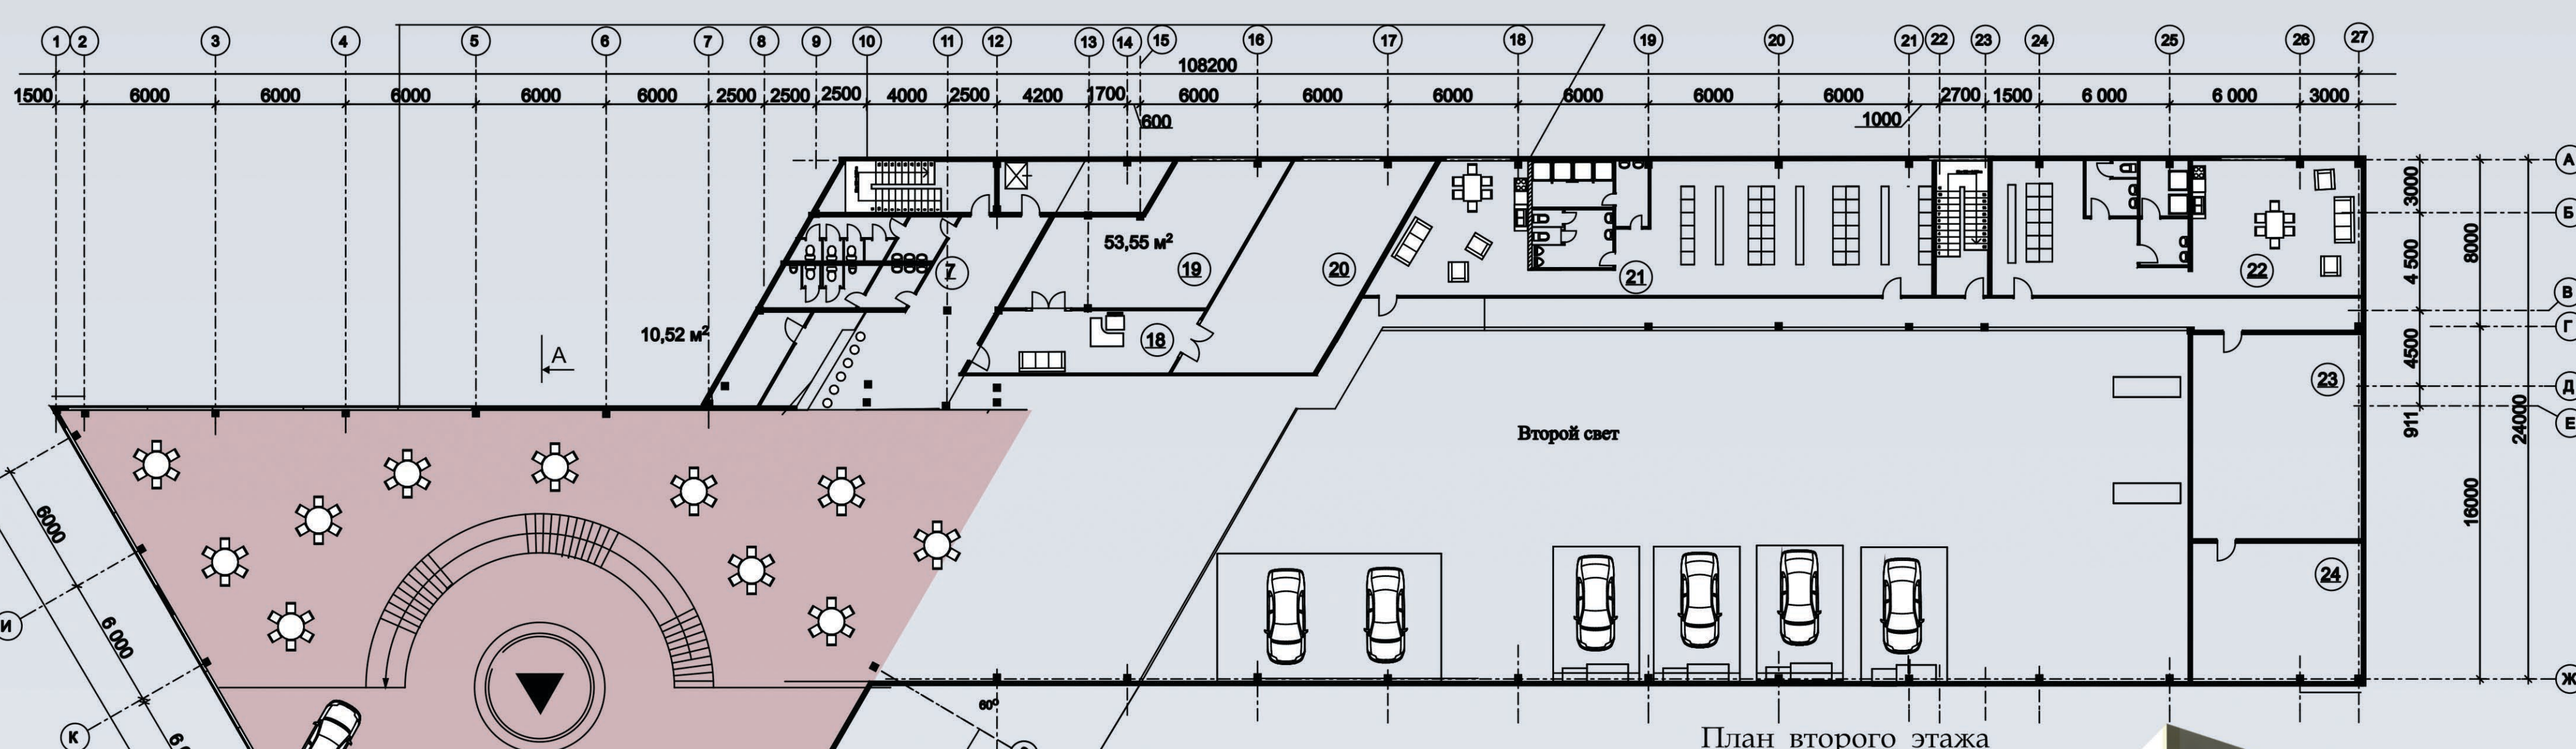 1 2 3 4 5 6 7 8 9 10 11 12 13 14 15 16 17 18 19 20 21 22 23 24 25 26 27
108200
1500 6000 6000 6000 6000 6000 2500 2500 2500 4000 2500 4200 1700 6000 6000 6000 6000 6000 6000 2700 1500 6 000 6 000 3000
600 1000
А
3000
Б
53,55 м²
4 500
8000
7 19 20 21 22
В
10,52 м²
Г
А
18
4500
23
Д
Е
911
24000
Второй свет
16000
6000
24
И
6 000
Ж
60°
К
План второго этажа